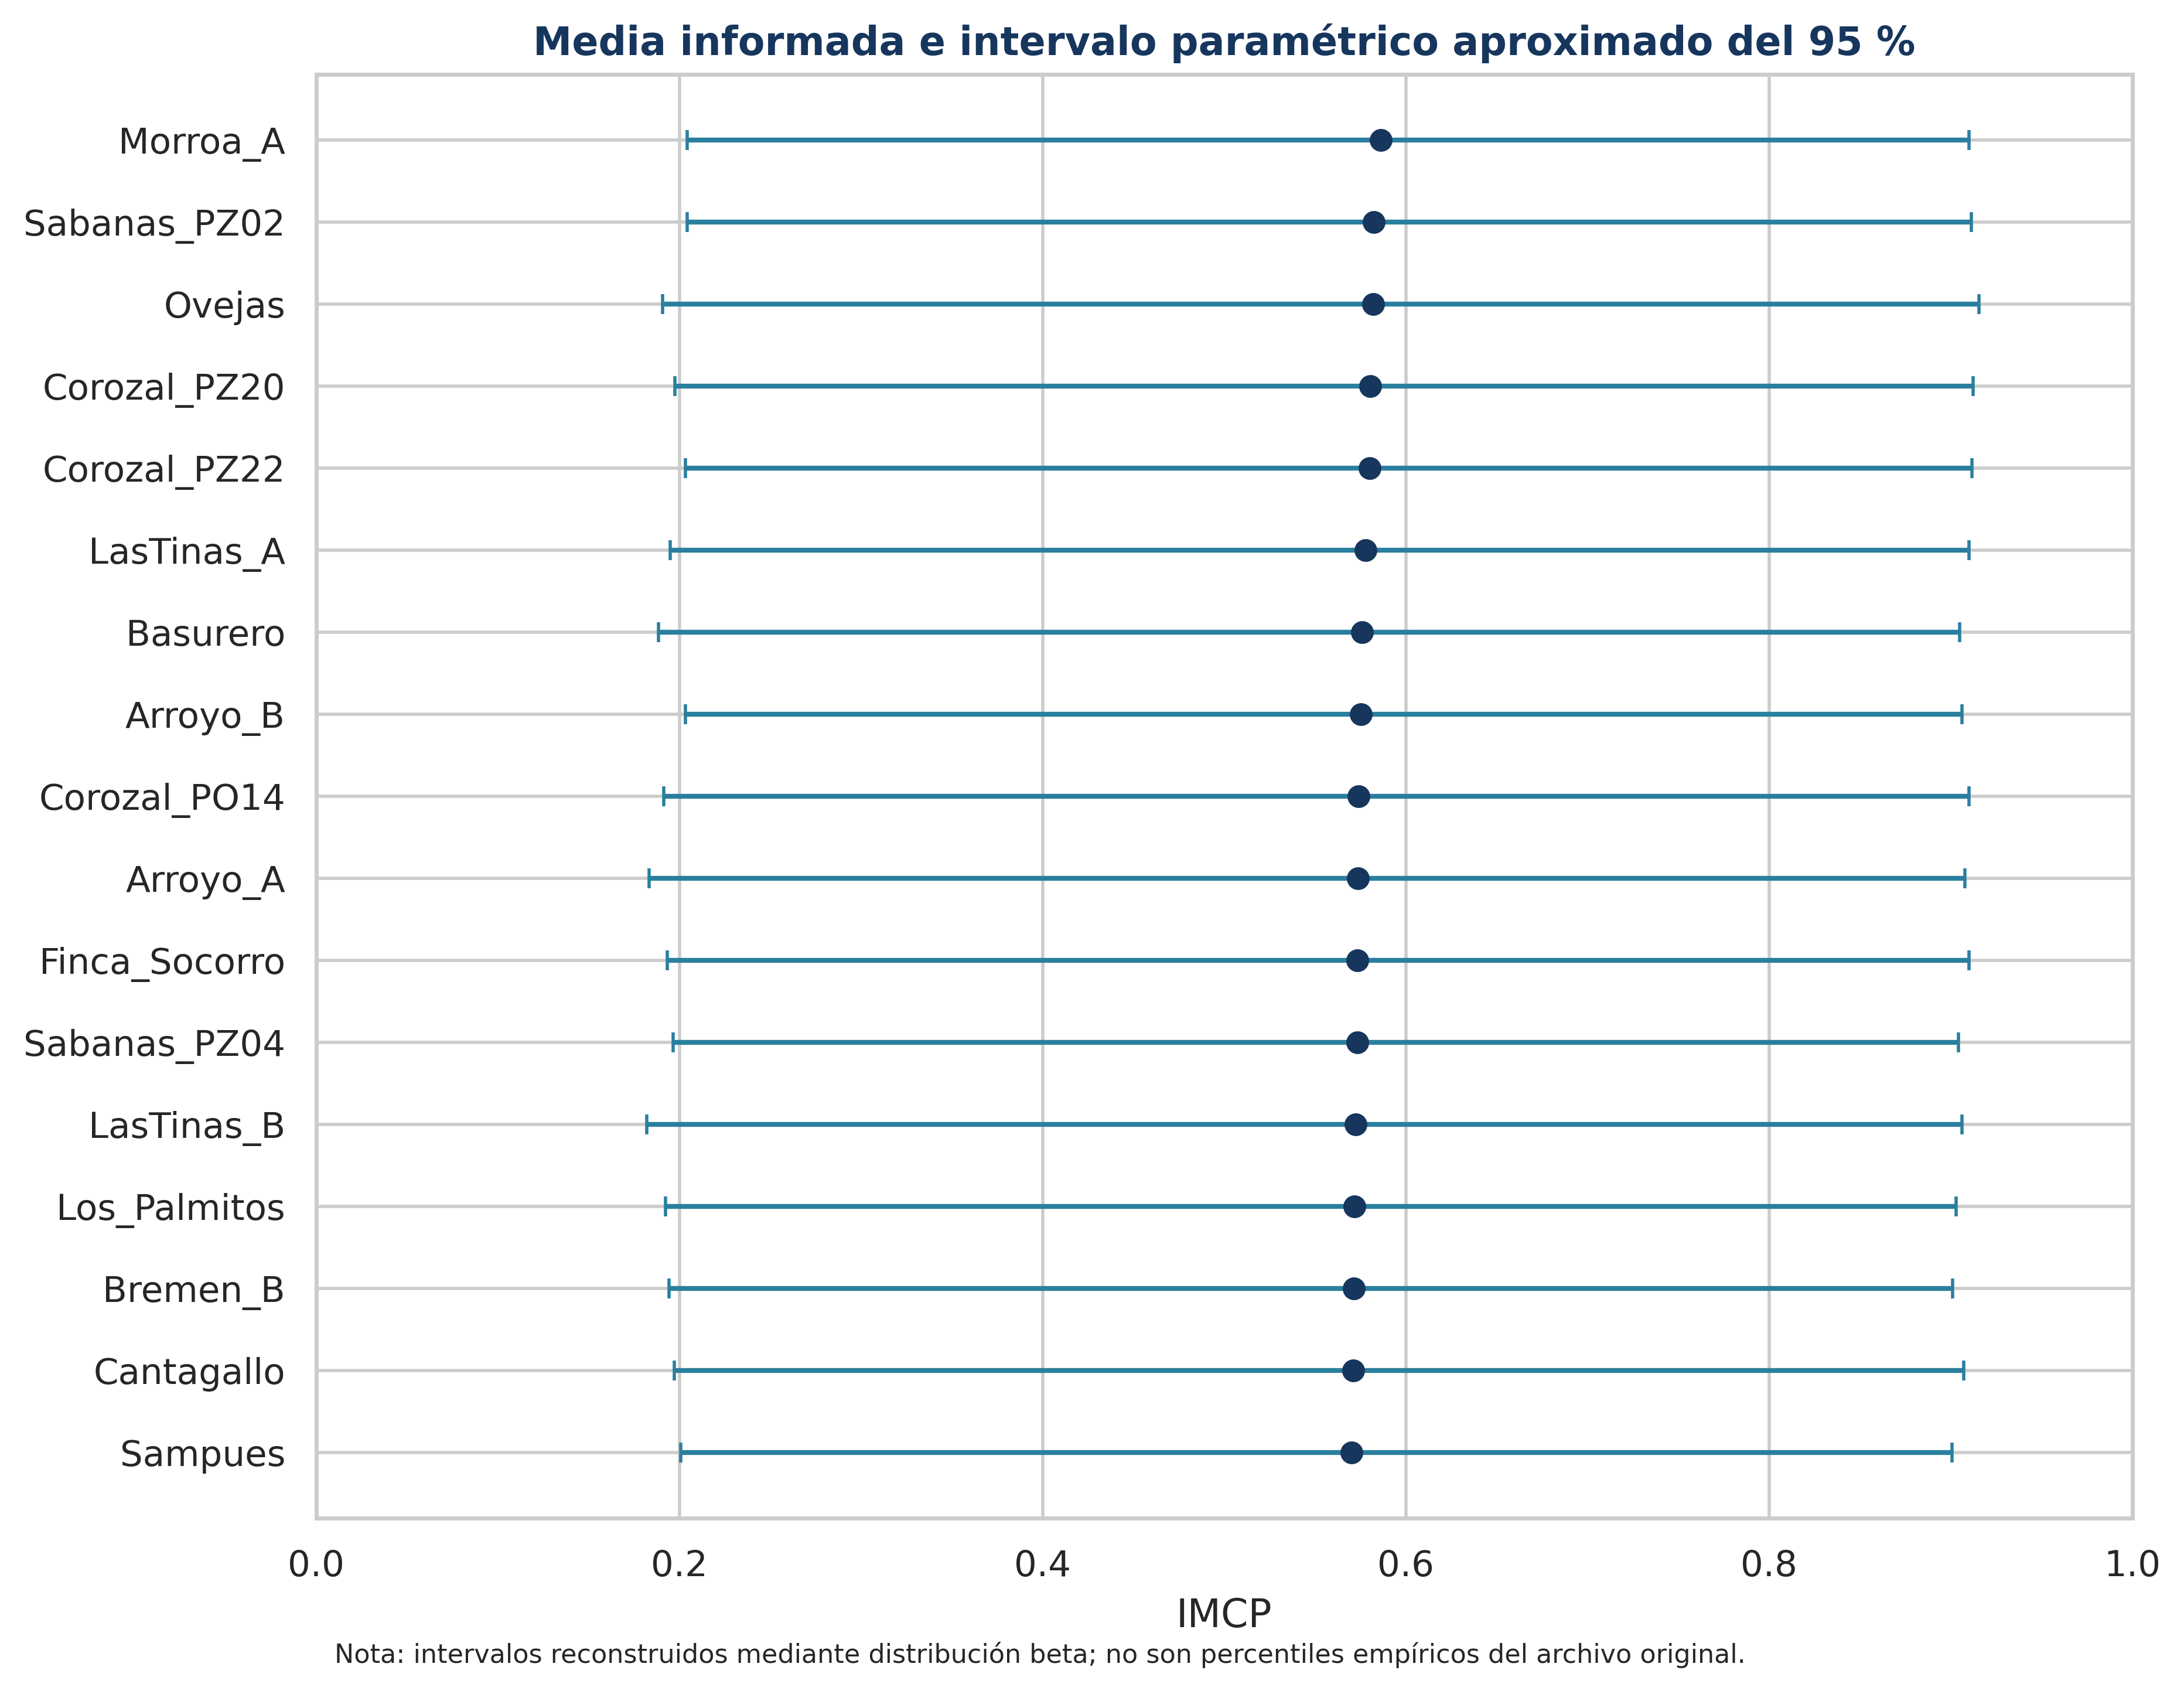 Media informada e intervalo paramétrico aproximado del 95 %
Morroa_A
Sabanas_PZ02
Ovejas
Corozal_PZ20
Corozal_PZ22
LasTinas_A
Basurero
Arroyo_B
Corozal_PO14
Arroyo_A
Finca_Socorro
Sabanas_PZ04
LasTinas_B
Los_Palmitos
Bremen_B
Cantagallo
Sampues
0.0 0.2 0.4 0.6 0.8 1.0
IMCP
Nota: intervalos reconstruidos mediante distribución beta; no son percentiles empíricos del archivo original.